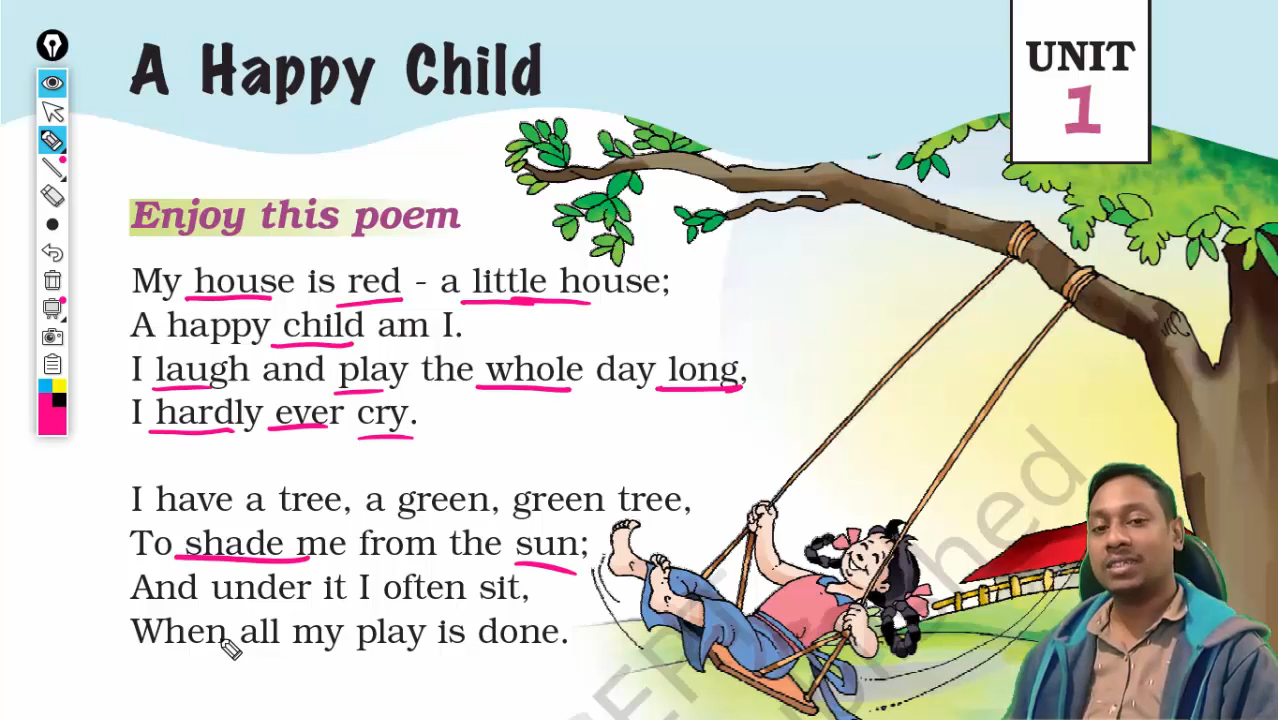 A Happy Child
UNIT
1
Enjoy this poem
My house is red - a little house;
A happy child am I.
I laugh and play the whole day long,
I hardly ever cry.
I have a tree, a green, green tree,
To shade me from the sun;
And under it I often sit,
When all my play is done.